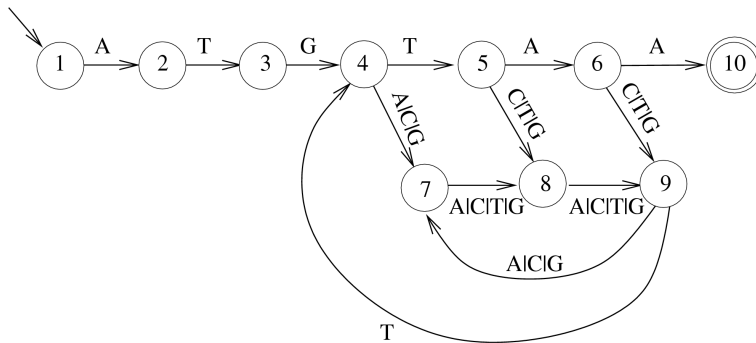 A T G T A A
1 2 3 4 5 6 10
A|C|G C|T|G C|T|G
7 8 9
A|C|T|G A|C|T|G
A|C|G
T